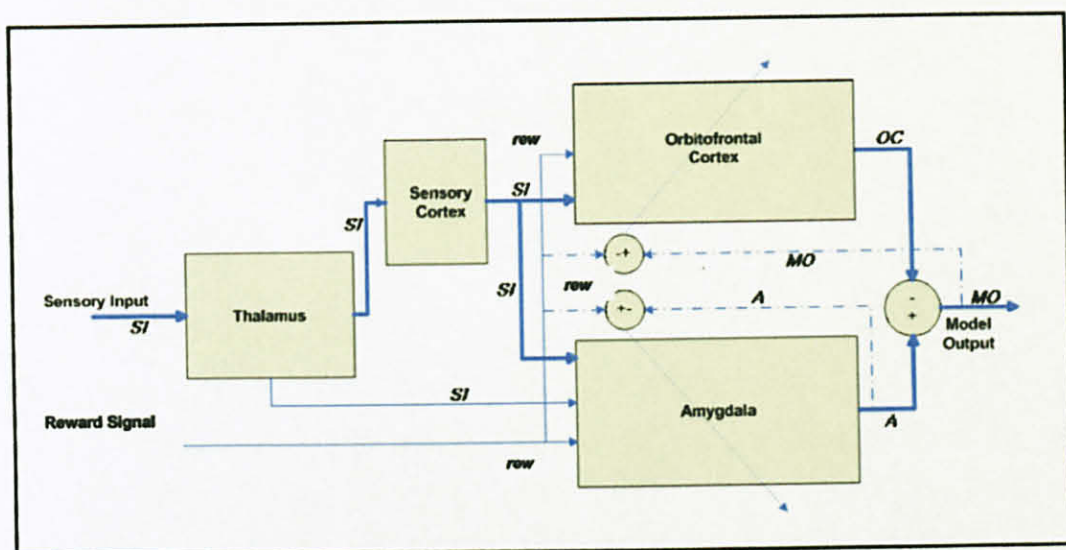 rew
Orbitofrontal
Cortex
OC
Sensory
Cortex
SI
SI
-+
MO
SI
rew
Sensory Input
SI
Thalamus
+-
A
-
+
MO
Model
Output
SI
Amygdala
A
Reward Signal
rew